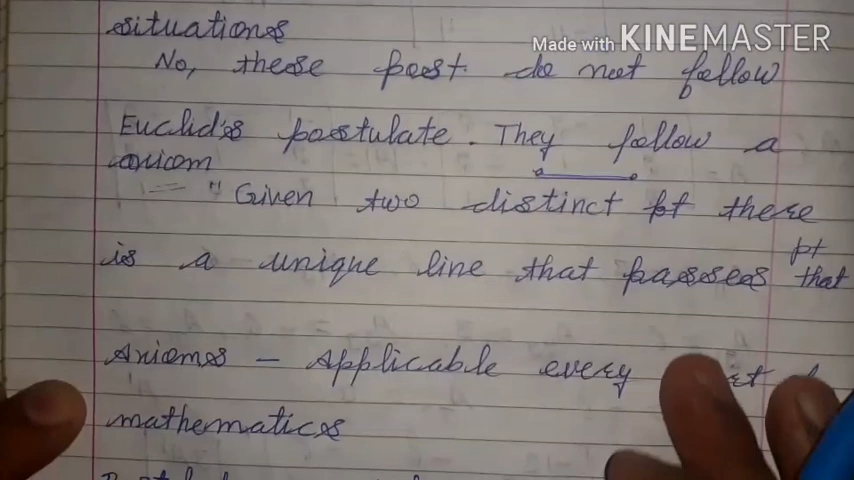 situations
Made with KINEMASTER
No, these post. do not follow
Euclid's postulate. They follow a
axiom
"Given two distinct pt there
is a unique line that passes that
pt
Axioms - Applicable every
mathematics